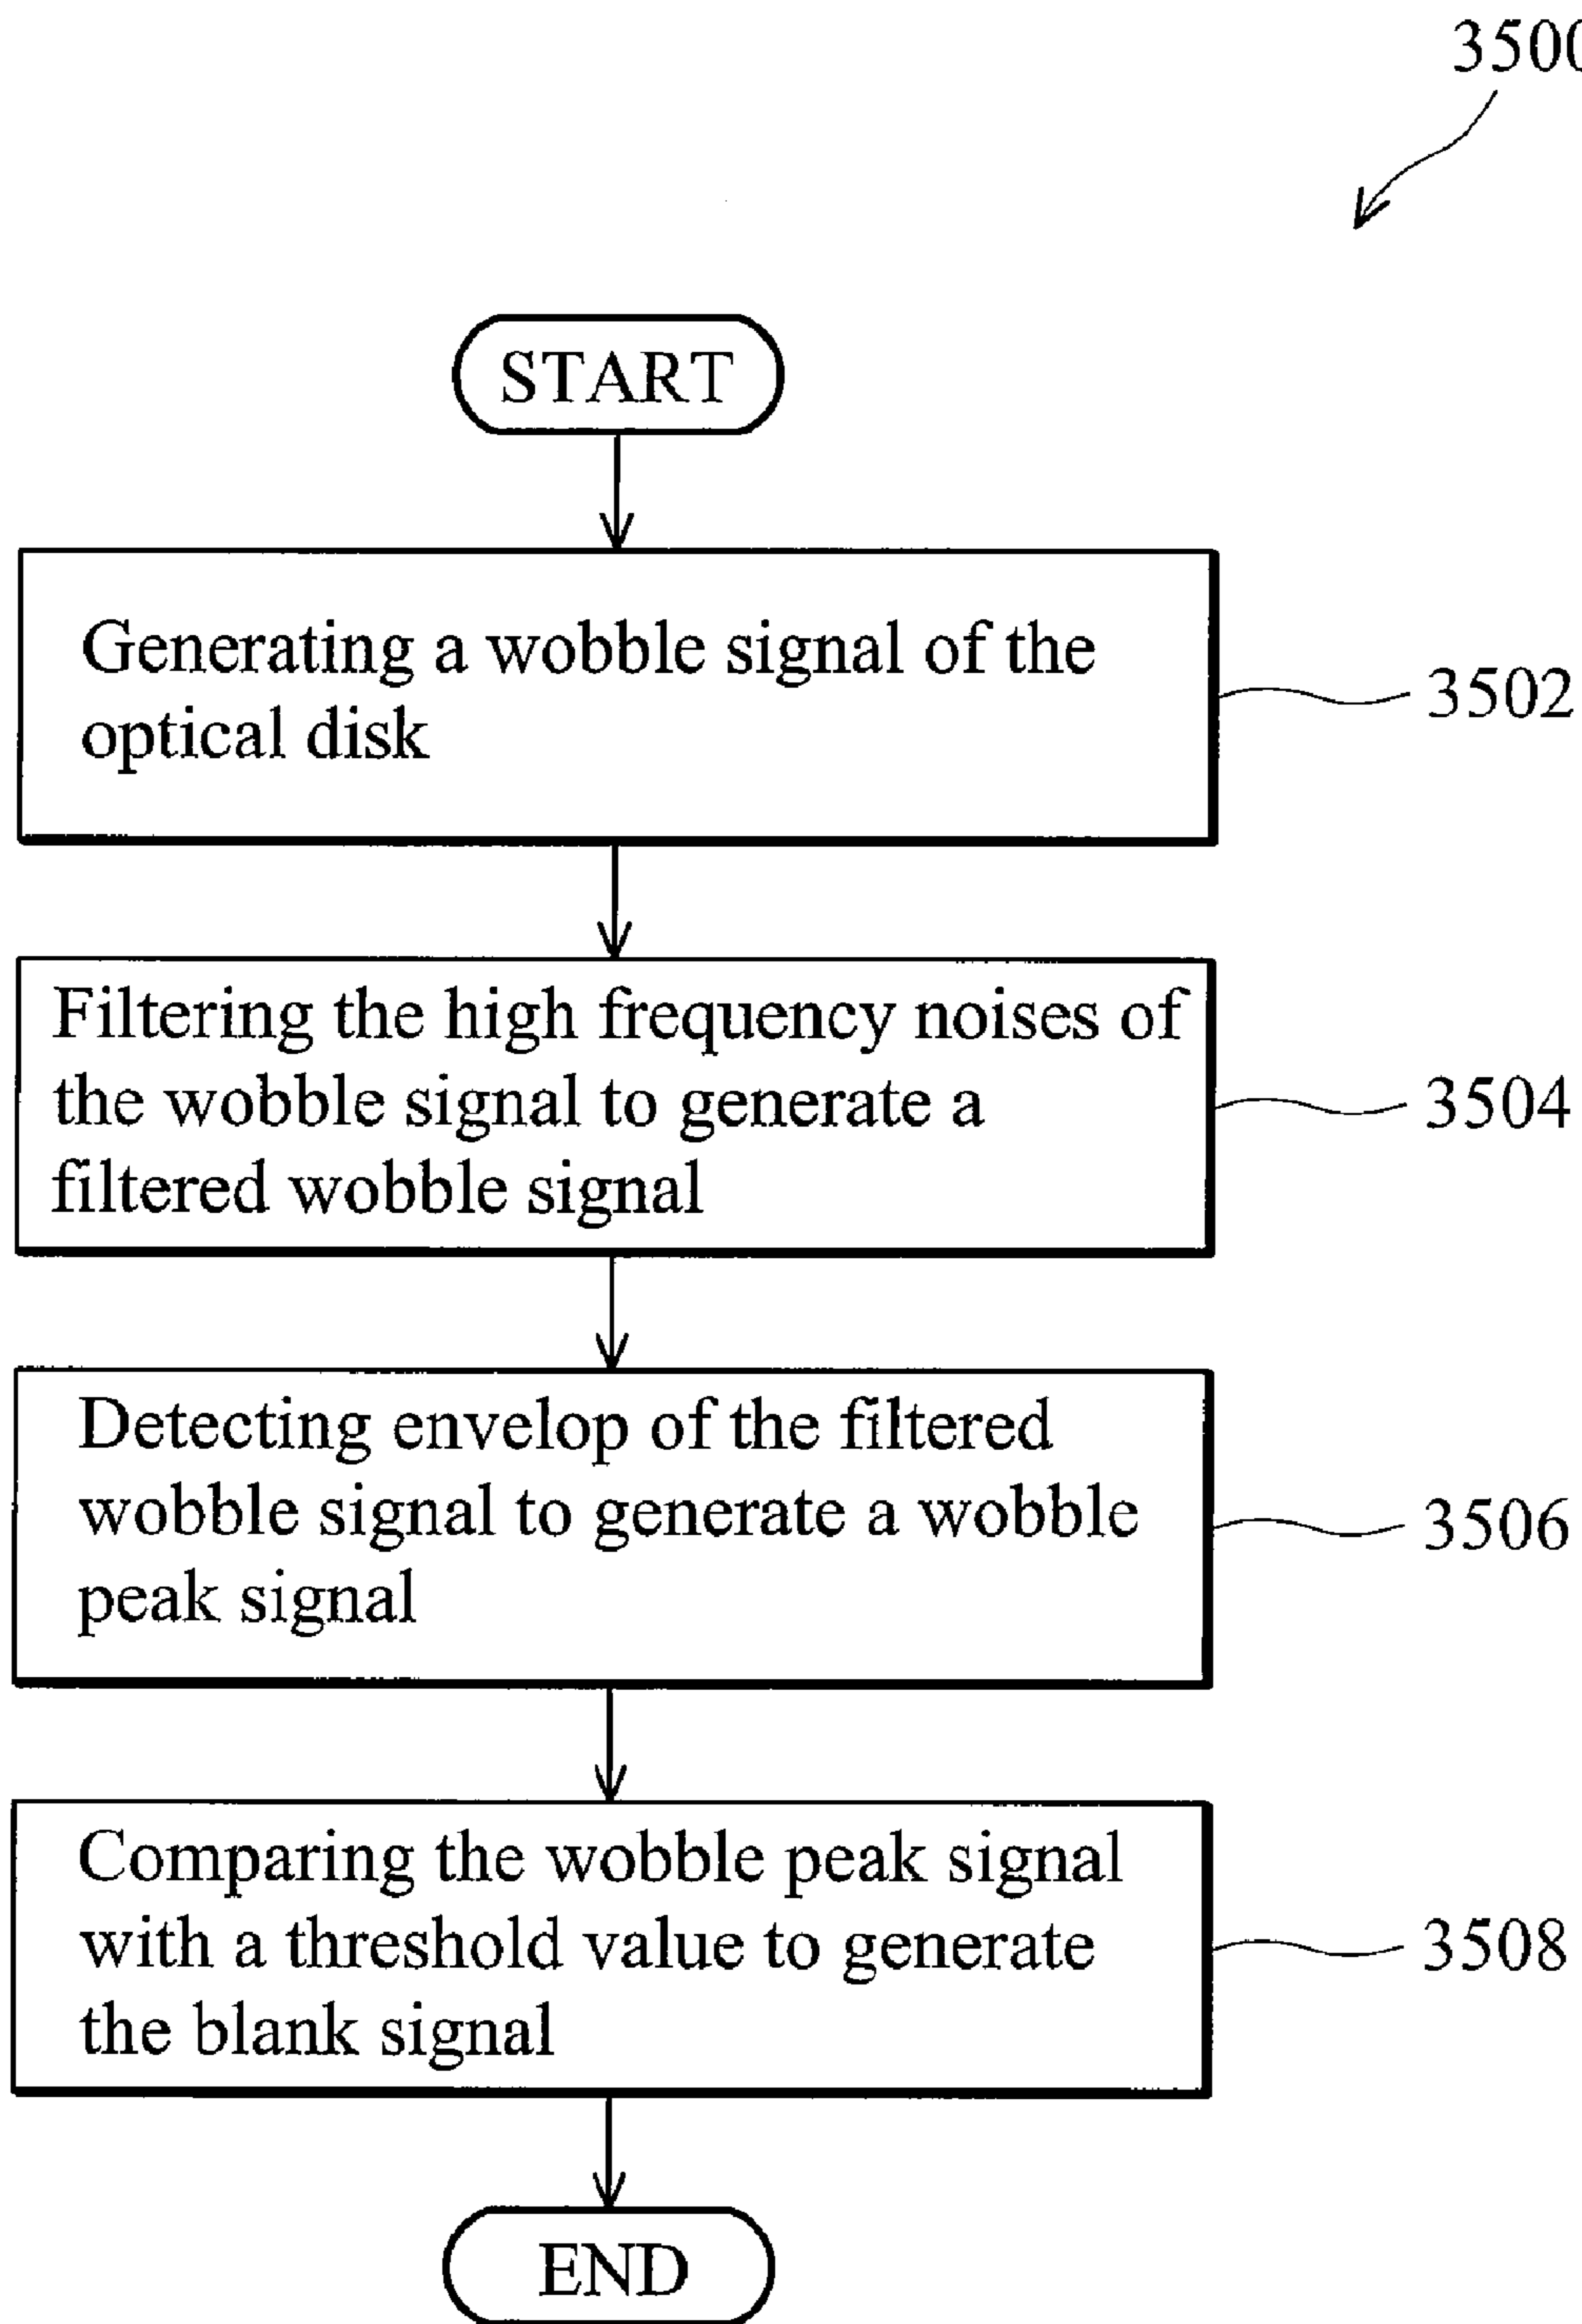 3500
START
Generating a wobble signal of the
optical disk
3502
Filtering the high frequency noises of
the wobble signal to generate a
filtered wobble signal
3504
Detecting envelop of the filtered
wobble signal to generate a wobble
peak signal
3506
Comparing the wobble peak signal
with a threshold value to generate
the blank signal
3508
END